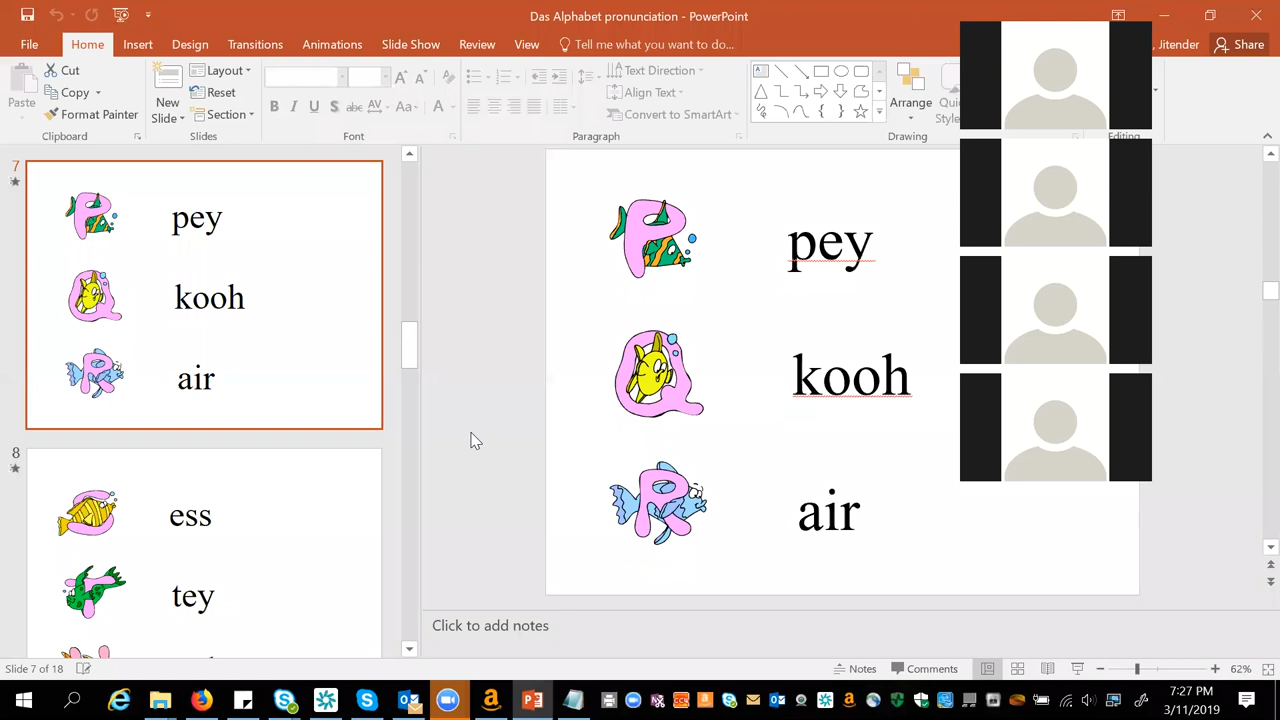 Das Alphabet pronunciation - PowerPoint
File Home Insert Design Transitions Animations Slide Show Review View Tell me what you want to do... Jitender Share
Paste Cut Copy Format Painter
Clipboard
New Slide Layout Reset Section
Slides
Font
Text Direction Align Text Convert to SmartArt
Paragraph
Arrange
Drawing
Editing
7
P pey
Q kooh
R air
8
ess
tey
P pey
Q kooh
R air
Click to add notes
Slide 7 of 18 Notes Comments 62%
7:27 PM
3/11/2019